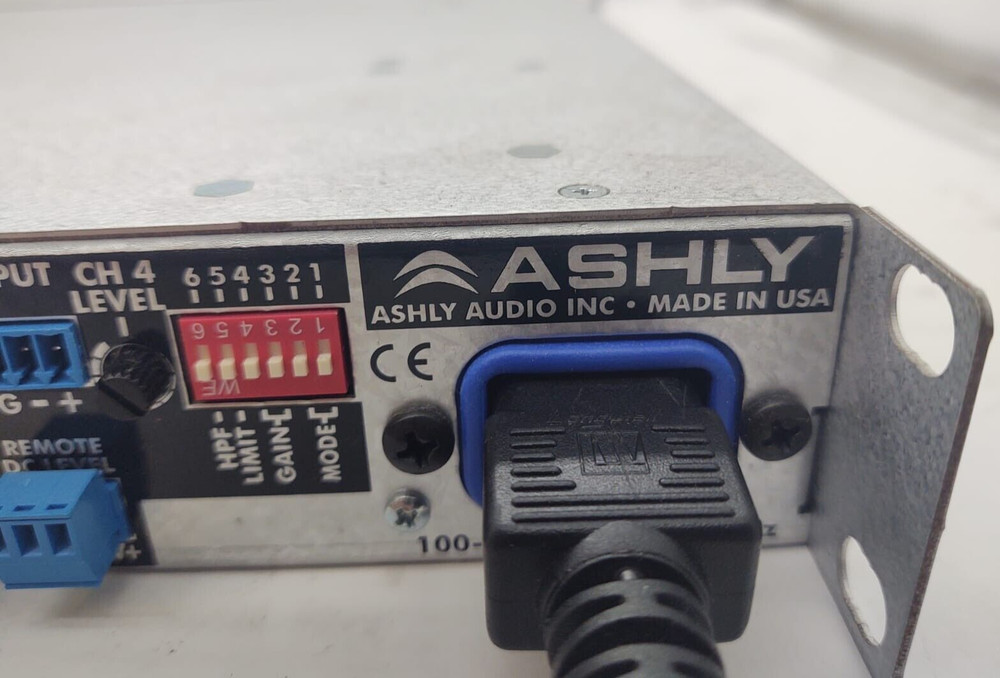 PUT CH 4
LEVEL
6 5 4 3 2 1
1 2 3 4 5 6
WE
G - +
REMOTE
DC LEVEL
V+
HPF
LIMIT
GAIN
MODE
ASHLY
ASHLY AUDIO INC • MADE IN USA
CE
100-
z